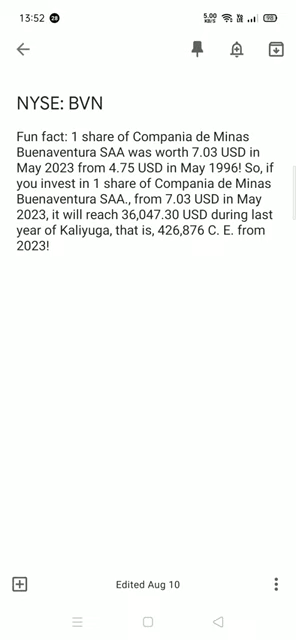 13:52 28 5.00 KB/S 98
NYSE: BVN
Fun fact: 1 share of Compania de Minas
Buenaventura SAA was worth 7.03 USD in
May 2023 from 4.75 USD in May 1996! So, if
you invest in 1 share of Compania de Minas
Buenaventura SAA., from 7.03 USD in May
2023, it will reach 36,047.30 USD during last
year of Kaliyuga, that is, 426,876 C. E. from
2023!
Edited Aug 10